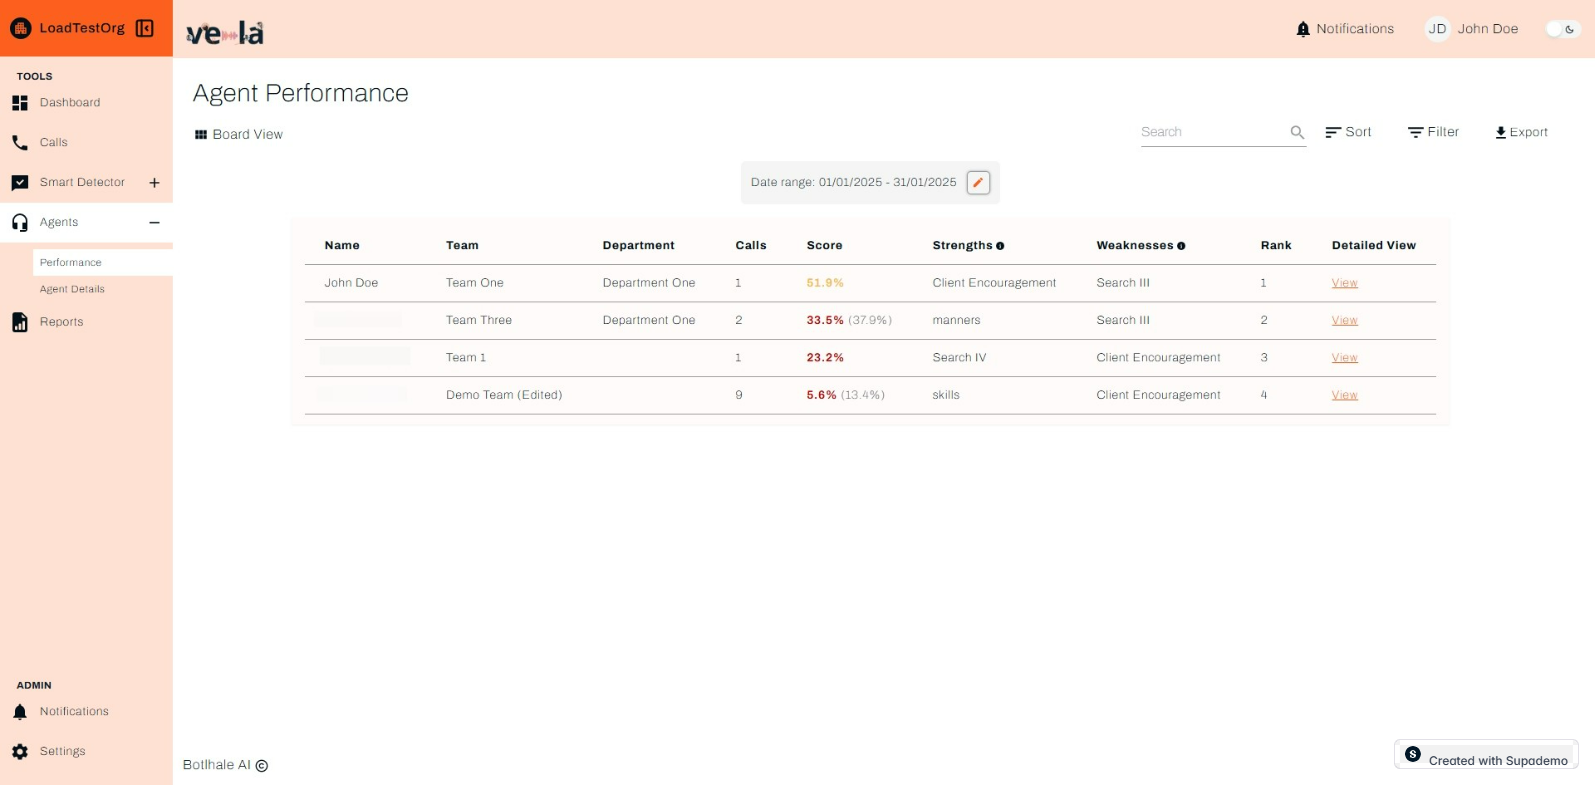 LoadTestOrg
vela
Notifications
JD John Doe
TOOLS
Dashboard
Calls
Smart Detector
Agents
Performance
Agent Details
Reports
ADMIN
Notifications
Settings
Agent Performance
Board View
Search
Sort
Filter
Export
Date range: 01/01/2025 - 31/01/2025
Name Team Department Calls Score Strengths Weaknesses Rank Detailed View
John Doe Team One Department One 1 51.9% Client Encouragement Search III 1 View
Team Three Department One 2 33.5% (37.9%) manners Search III 2 View
Team 1 1 23.2% Search IV Client Encouragement 3 View
Demo Team (Edited) 9 5.6% (13.4%) skills Client Encouragement 4 View
Botlhale AI ©
S Created with Supademo